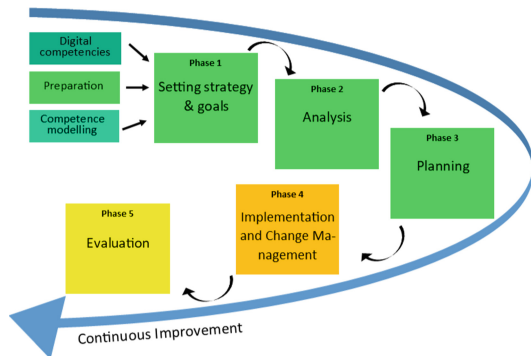 Digital
competencies
Preparation
Competence
modelling
Phase 1
Setting strategy
& goals
Phase 2
Analysis
Phase 3
Planning
Phase 4
Implementation
and Change Ma-
nagement
Phase 5
Evaluation
Continuous Improvement